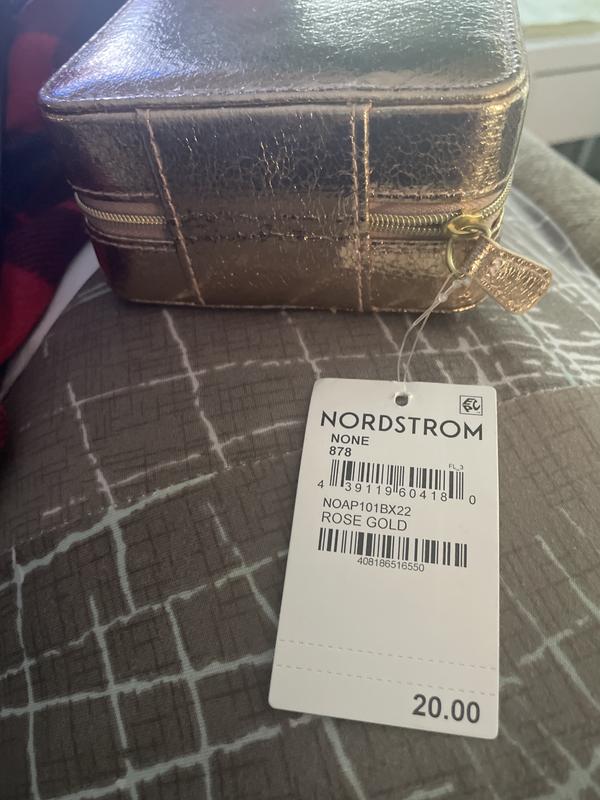 NORDSTROM
NONE
878
FL_3
4 39119 60418 0
NOAP101BX22
ROSE GOLD
408186516550
20.00